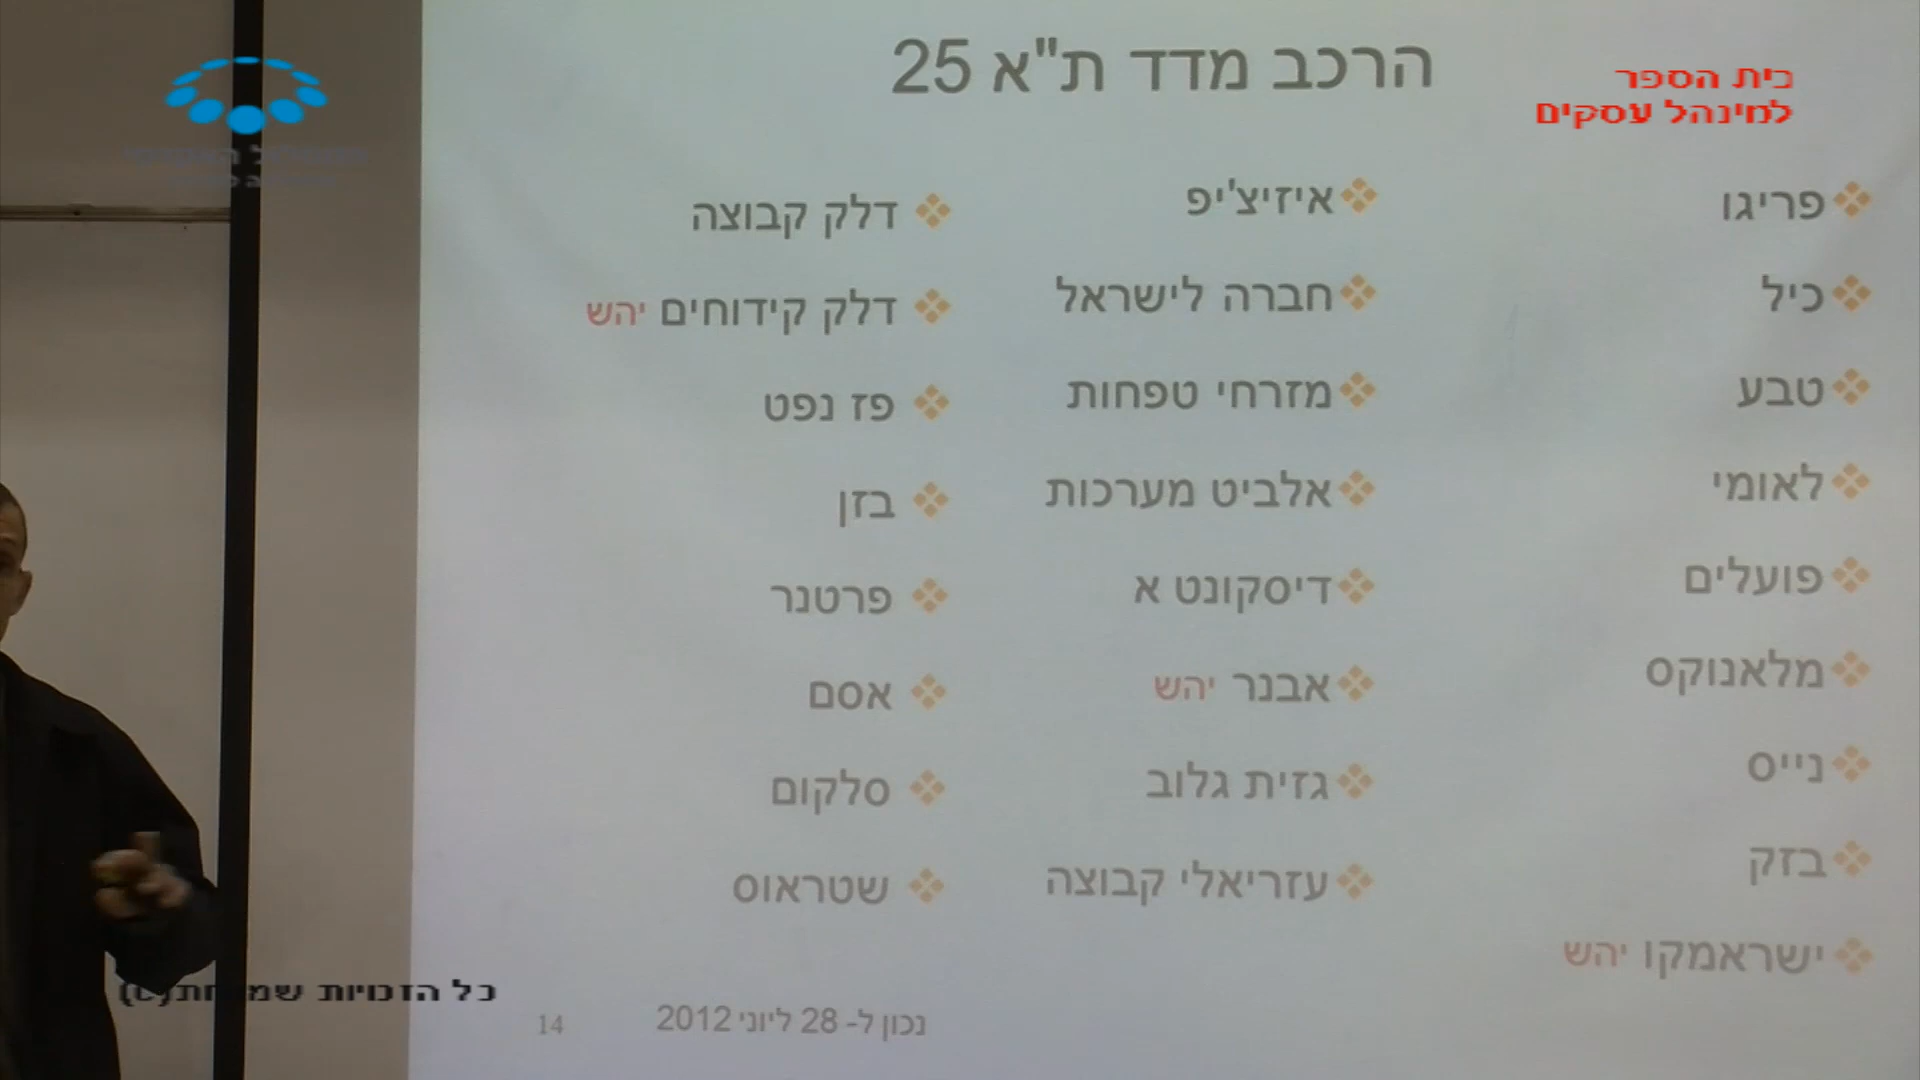 הרכב מדד ת"א 25
בית הספר
למינהל עסקים
פריגו
כיל
טבע
לאומי
פועלים
מלאנוקס
נייס
בזק
ישראמקו יהש
איזיצ'יפ
חברה לישראל
מזרחי טפחות
אלביט מערכות
דיסקונט א
אבנר יהש
גזית גלוב
עזריאלי קבוצה
דלק קבוצה
דלק קידוחים יהש
פז נפט
בזן
פרטנר
אסם
סלקום
שטראוס
נכון ל- 28 ליוני 2012
14
כל הזכויות